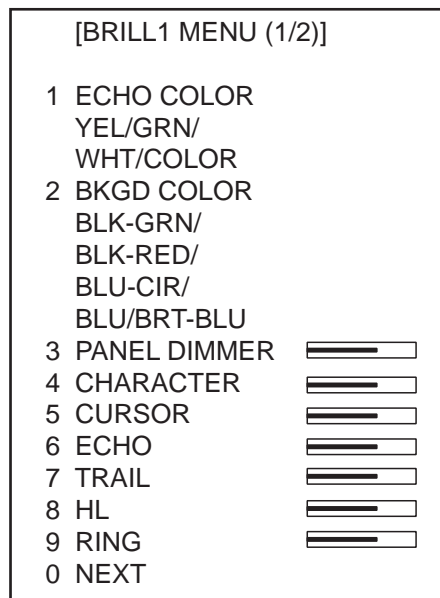 [BRILL1 MENU (1/2)]
1 ECHO COLOR
YEL/GRN/
WHT/COLOR
2 BKGD COLOR
BLK-GRN/
BLK-RED/
BLU-CIR/
BLU/BRT-BLU
3 PANEL DIMMER
4 CHARACTER
5 CURSOR
6 ECHO
7 TRAIL
8 HL
9 RING
0 NEXT